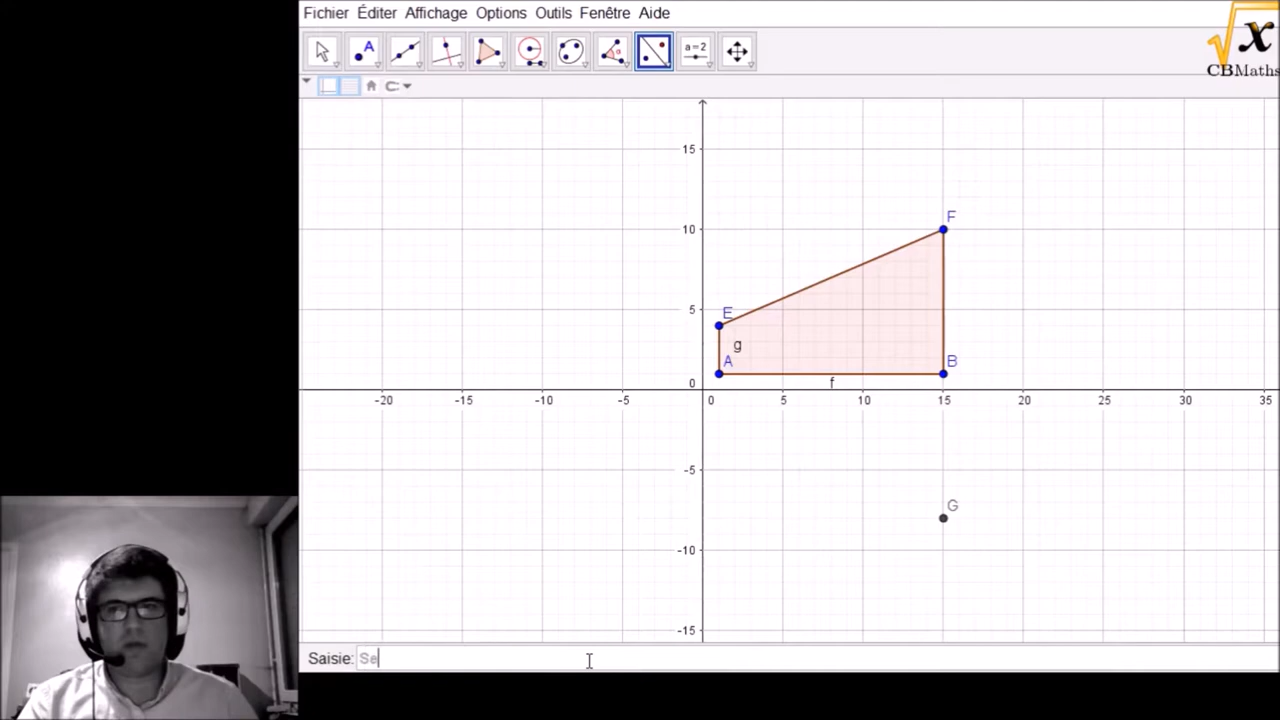 Fichier Éditer Affichage Options Outils Fenêtre Aide
A
a=2
x
CBMaths
15
10
F
5
E
g
A
B
f
0
-20 -15 -10 -5 0 5 10 15 20 25 30 35
-5
G
-10
-15
Saisie: Se